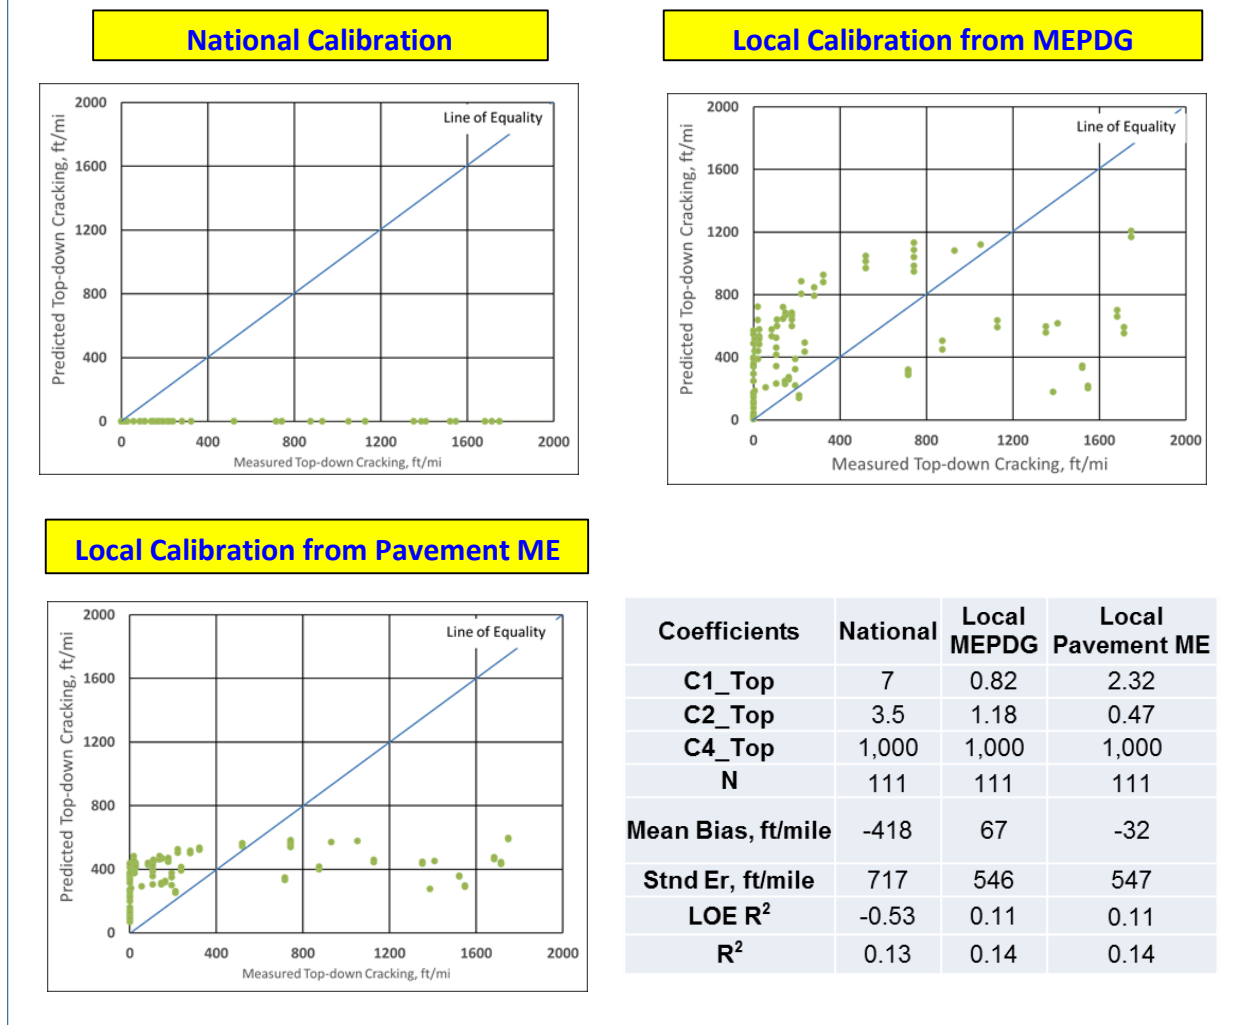 National Calibration
Local Calibration from MEPDG
Predicted Top-down Cracking, ft/mi
2000
1600
1200
800
400
0
Line of Equality
0 400 800 1200 1600 2000
Measured Top-down Cracking, ft/mi
Predicted Top-down Cracking, ft/mi
2000
1600
1200
800
400
0
Line of Equality
0 400 800 1200 1600 2000
Measured Top-down Cracking, ft/mi
Local Calibration from Pavement ME
Predicted Top-down Cracking, ft/mi
2000
1600
1200
800
400
0
Line of Equality
0 400 800 1200 1600 2000
Measured Top-down Cracking, ft/mi
Coefficients National Local MEPDG Local Pavement ME
C1_Top 7 0.82 2.32
C2_Top 3.5 1.18 0.47
C4_Top 1,000 1,000 1,000
N 111 111 111
Mean Bias, ft/mile -418 67 -32
Stnd Er, ft/mile 717 546 547
LOE R² -0.53 0.11 0.11
R² 0.13 0.14 0.14